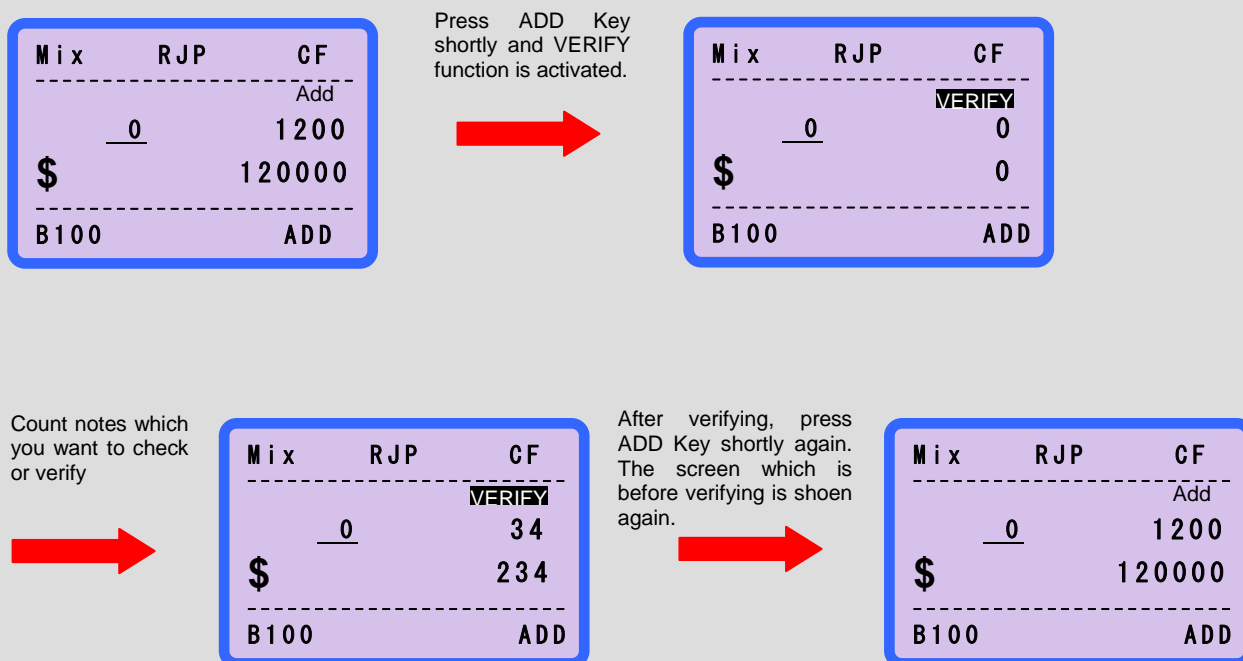 Mix RJP CF
Add
0 1200
$ 120000
B100 ADD
Press ADD Key
shortly and VERIFY
function is activated.
Mix RJP CF
VERIFY
0 0
$ 0
B100 ADD
Count notes which
you want to check
or verify
Mix RJP CF
VERIFY
0 34
$ 234
B100 ADD
After verifying, press
ADD Key shortly again.
The screen which is
before verifying is shoen
again.
Mix RJP CF
Add
0 1200
$ 120000
B100 ADD